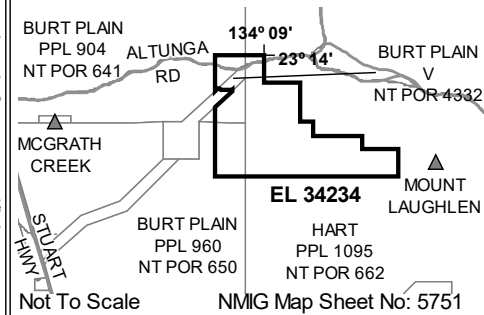 BURT PLAIN
PPL 904
NT POR 641
ALTUNGA
RD
134° 09'
23° 14'
BURT PLAIN
V
NT POR 4332
MCGRATH
CREEK
EL 34234
MOUNT
LAUGHLEN
STUART
HWY
BURT PLAIN
PPL 960
NT POR 650
HART
PPL 1095
NT POR 662
Not To Scale
NMIG Map Sheet No: 5751